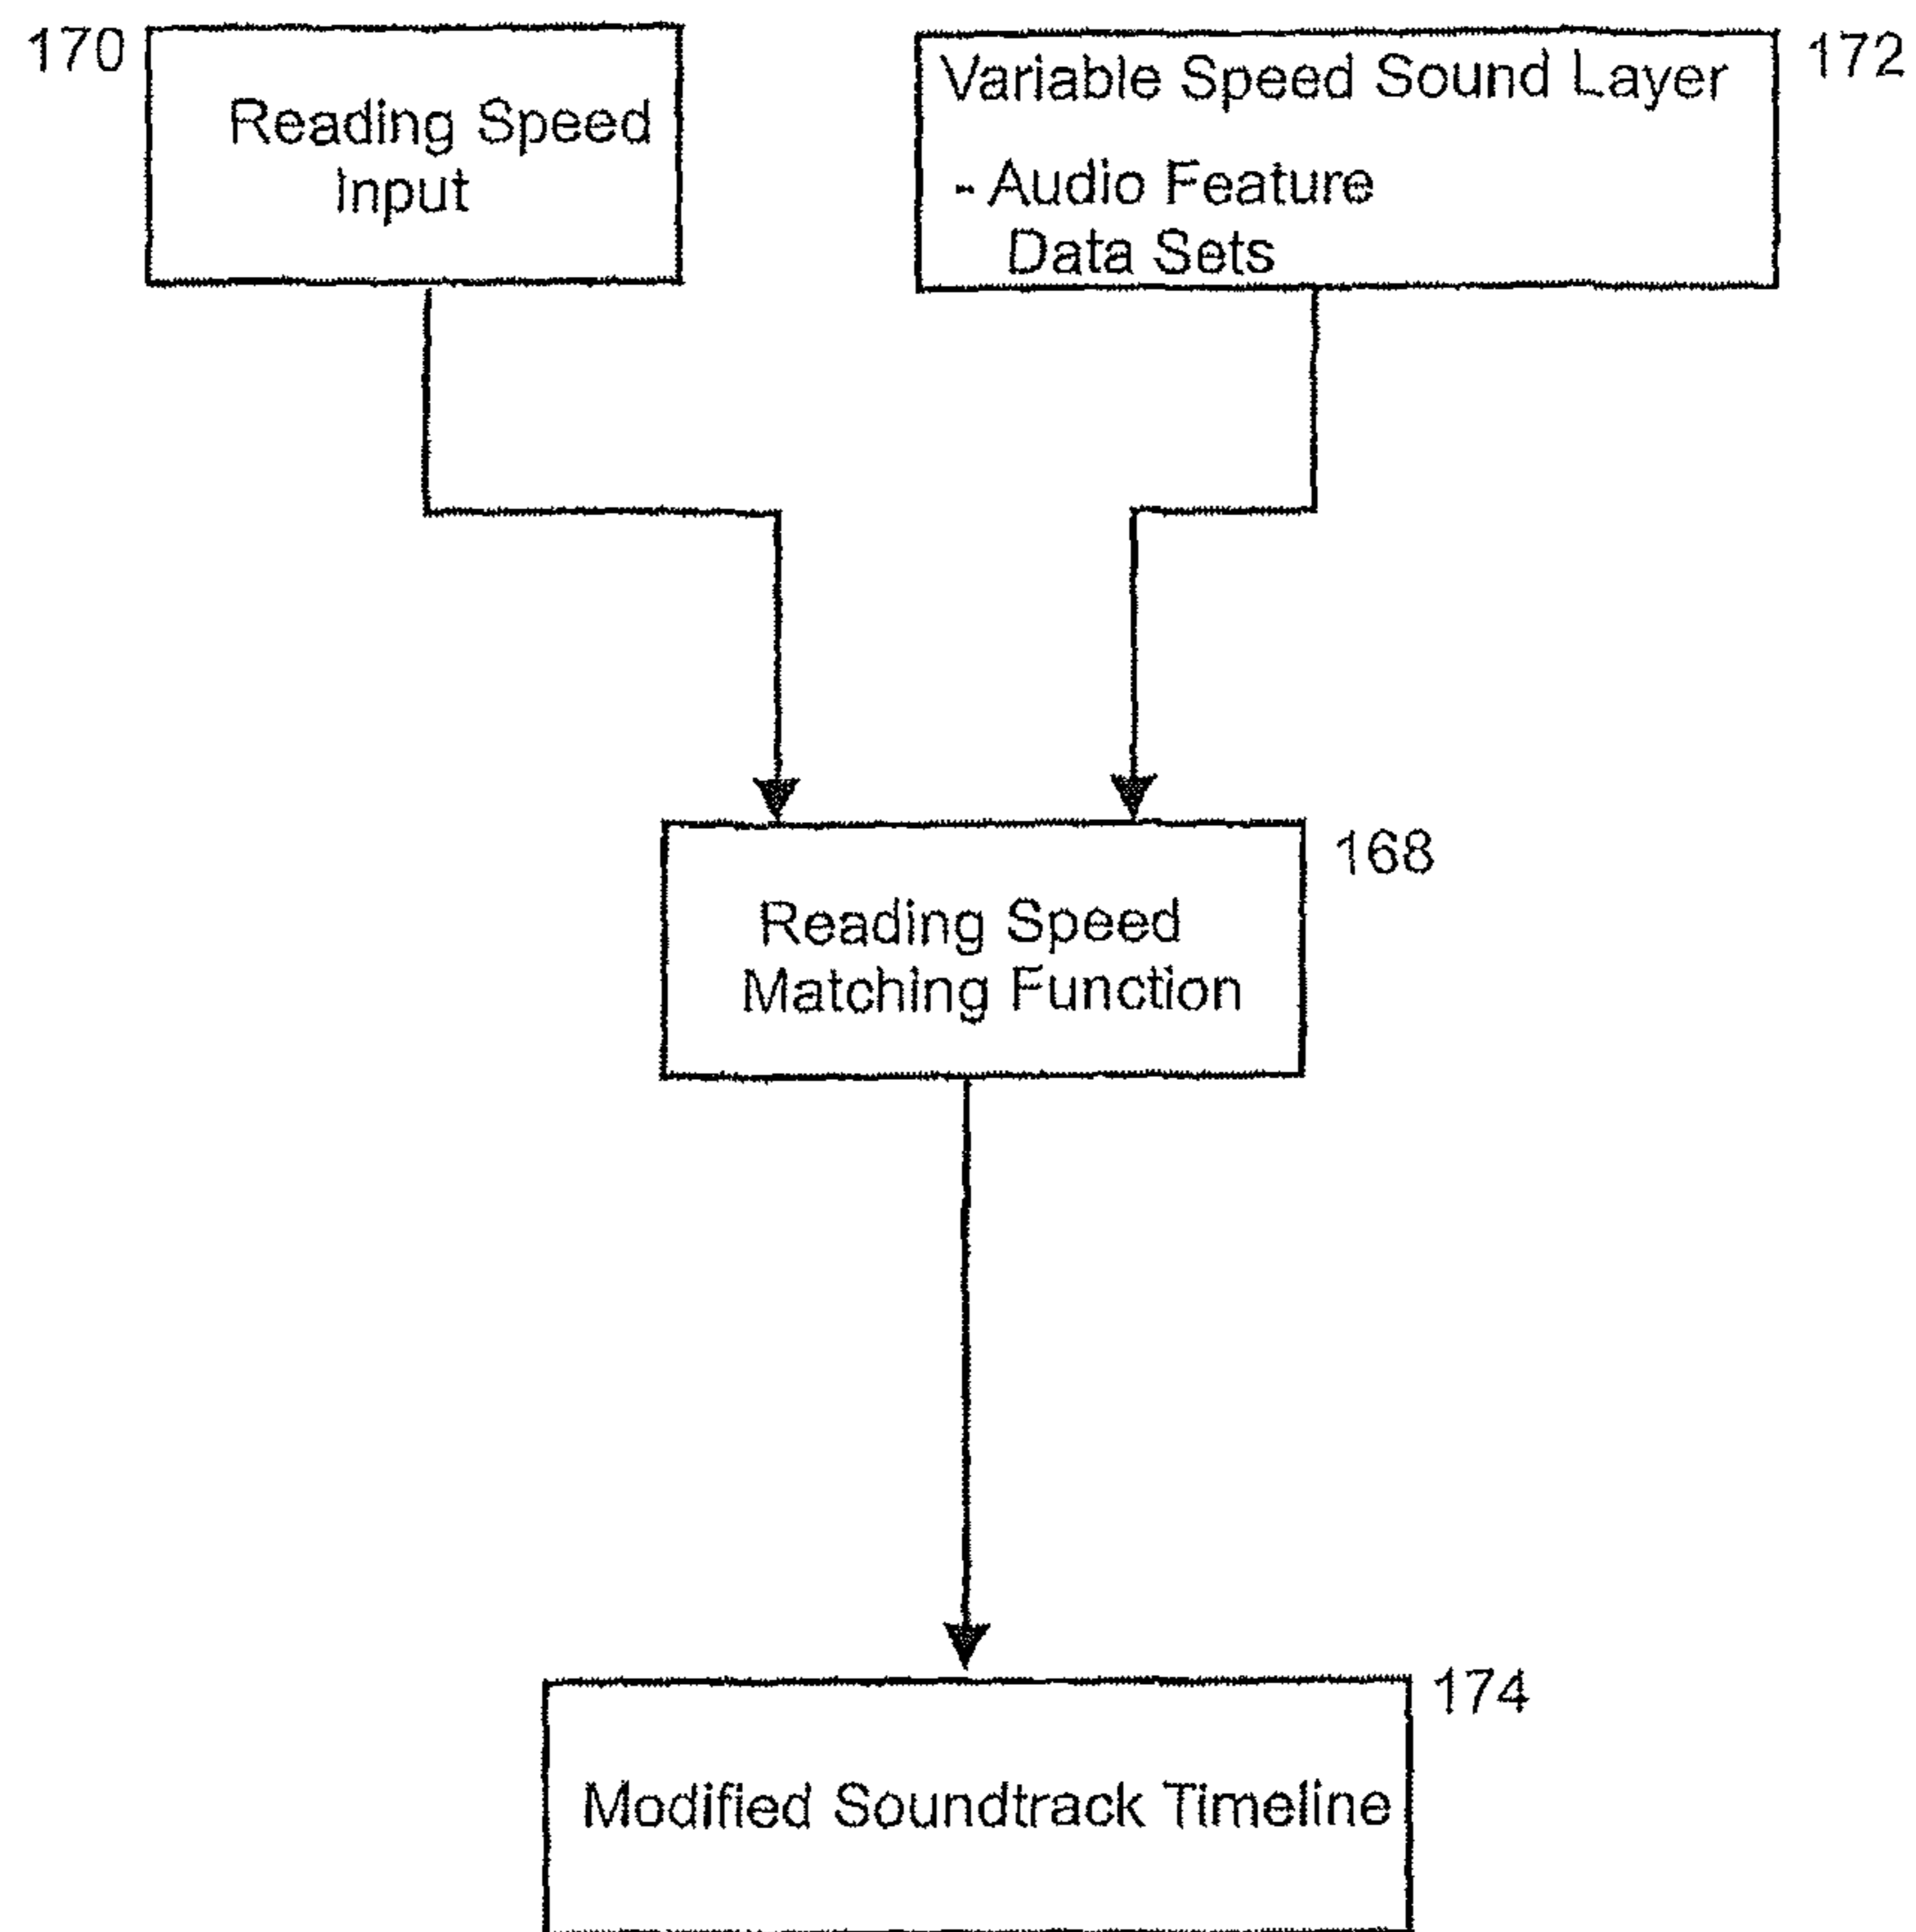 170
Reading Speed
Input
Variable Speed Sound Layer
- Audio Feature
Data Sets
172
Reading Speed
Matching Function
168
Modified Soundtrack Timeline
174